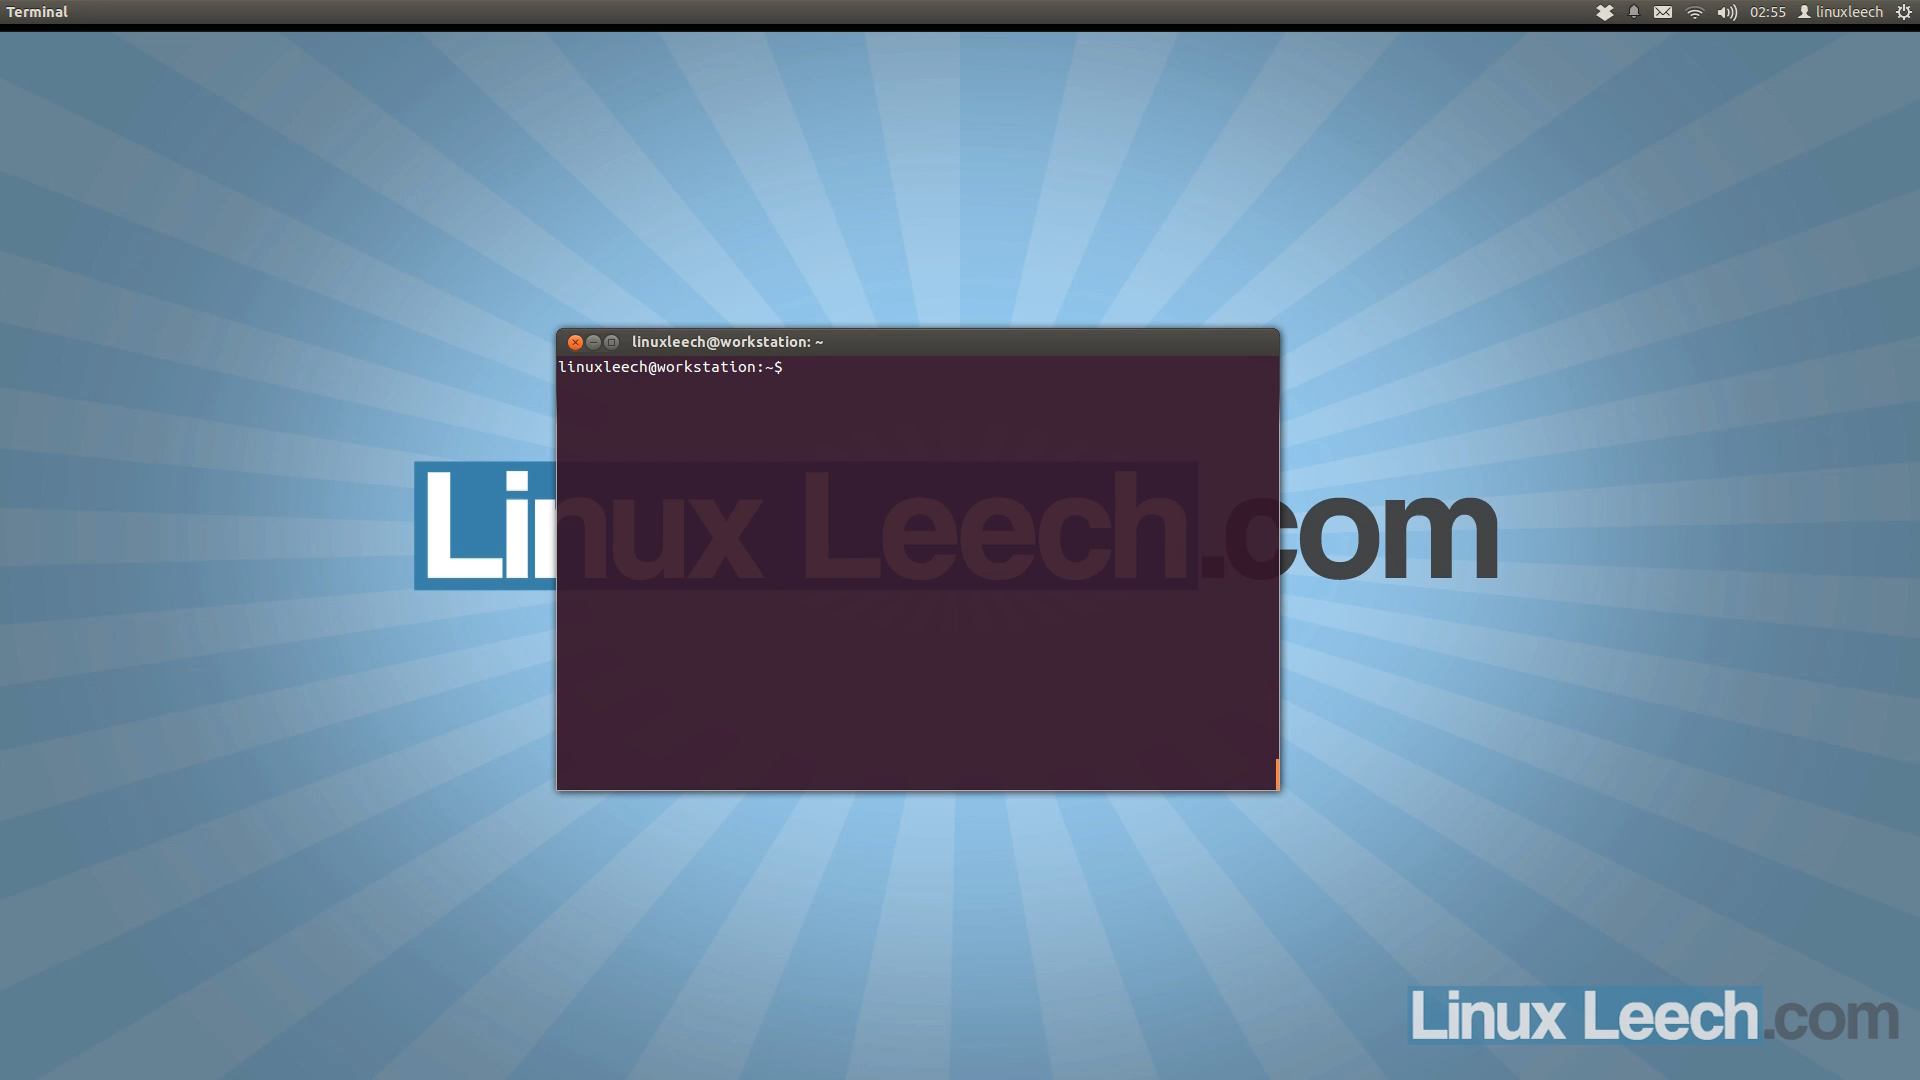 Terminal
02:55 linuxleech
linuxleech@workstation: ~
linuxleech@workstation:~$
Linux Leech.com
Linux Leech.com